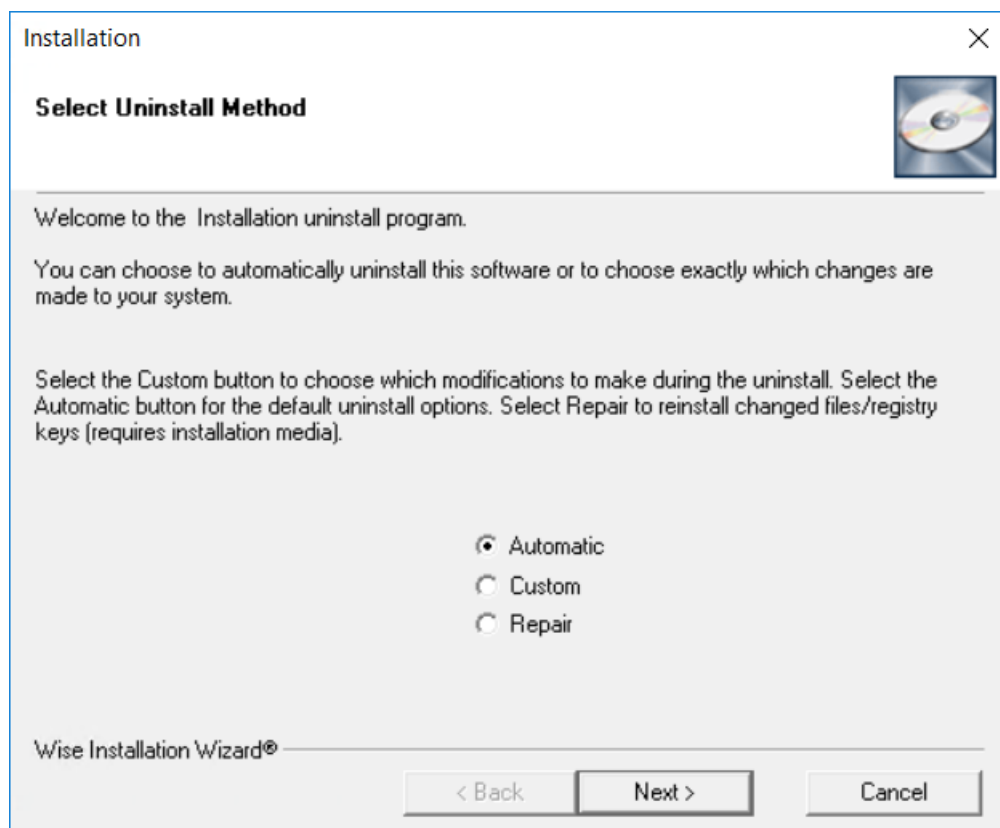 Installation
Select Uninstall Method
Welcome to the  Installation uninstall program.
You can choose to automatically uninstall this software or to choose exactly which changes are
made to your system.
Select the Custom button to choose which modifications to make during the uninstall. Select the
Automatic button for the default uninstall options. Select Repair to reinstall changed files/registry
keys (requires installation media).
Automatic
Custom
Repair
Wise Installation Wizard®
< Back
Next >
Cancel